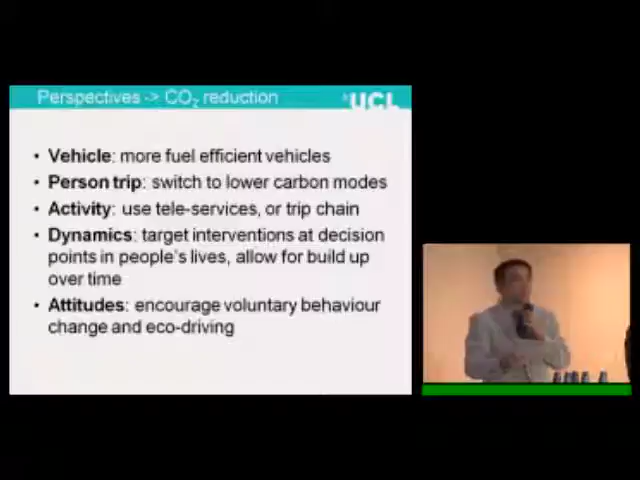 Perspectives -> CO2 reduction
UCL
• Vehicle: more fuel efficient vehicles
• Person trip: switch to lower carbon modes
• Activity: use tele-services, or trip chain
• Dynamics: target interventions at decision
points in people's lives, allow for build up
over time
• Attitudes: encourage voluntary behaviour
change and eco-driving